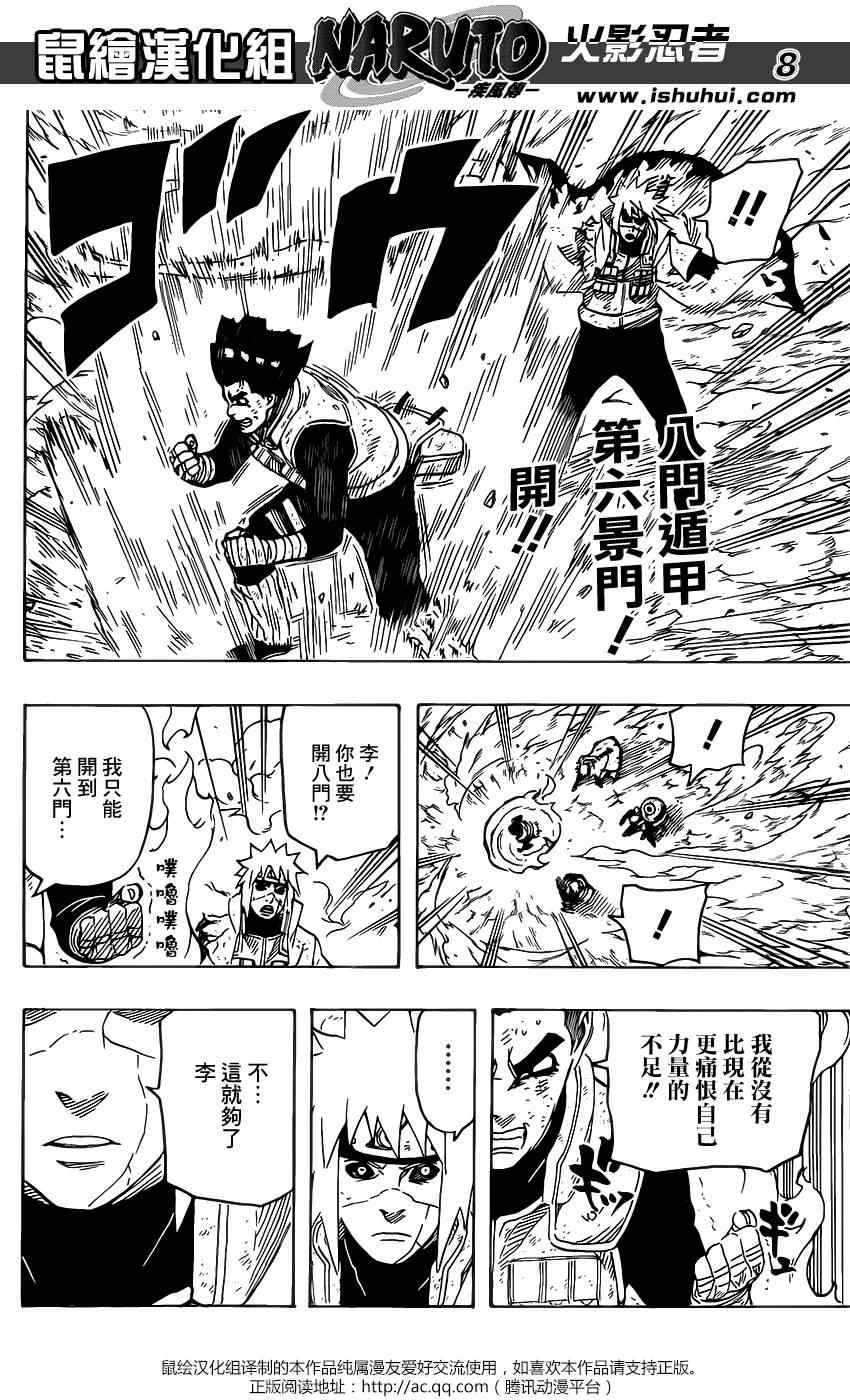 鼠繪漢化組
NARUTO
—疾風傳—
火影忍者
8
www.ishuhui.com
ゴゥ
!!
八門遁甲
第六景門！
開!!
！
！
李！
你也要
開八門!?
我只能
開到
第六門…
噗嚕噗嚕
我從沒有
比現在
更痛恨自己
力量的
不足!!
ギッ
ギュ
……
不…
這就夠了
李
鼠绘汉化组译制的本作品纯属漫友爱好交流使用，如喜欢本作品请支持正版。
正版阅读地址：http://ac.qq.com（腾讯动漫平台）